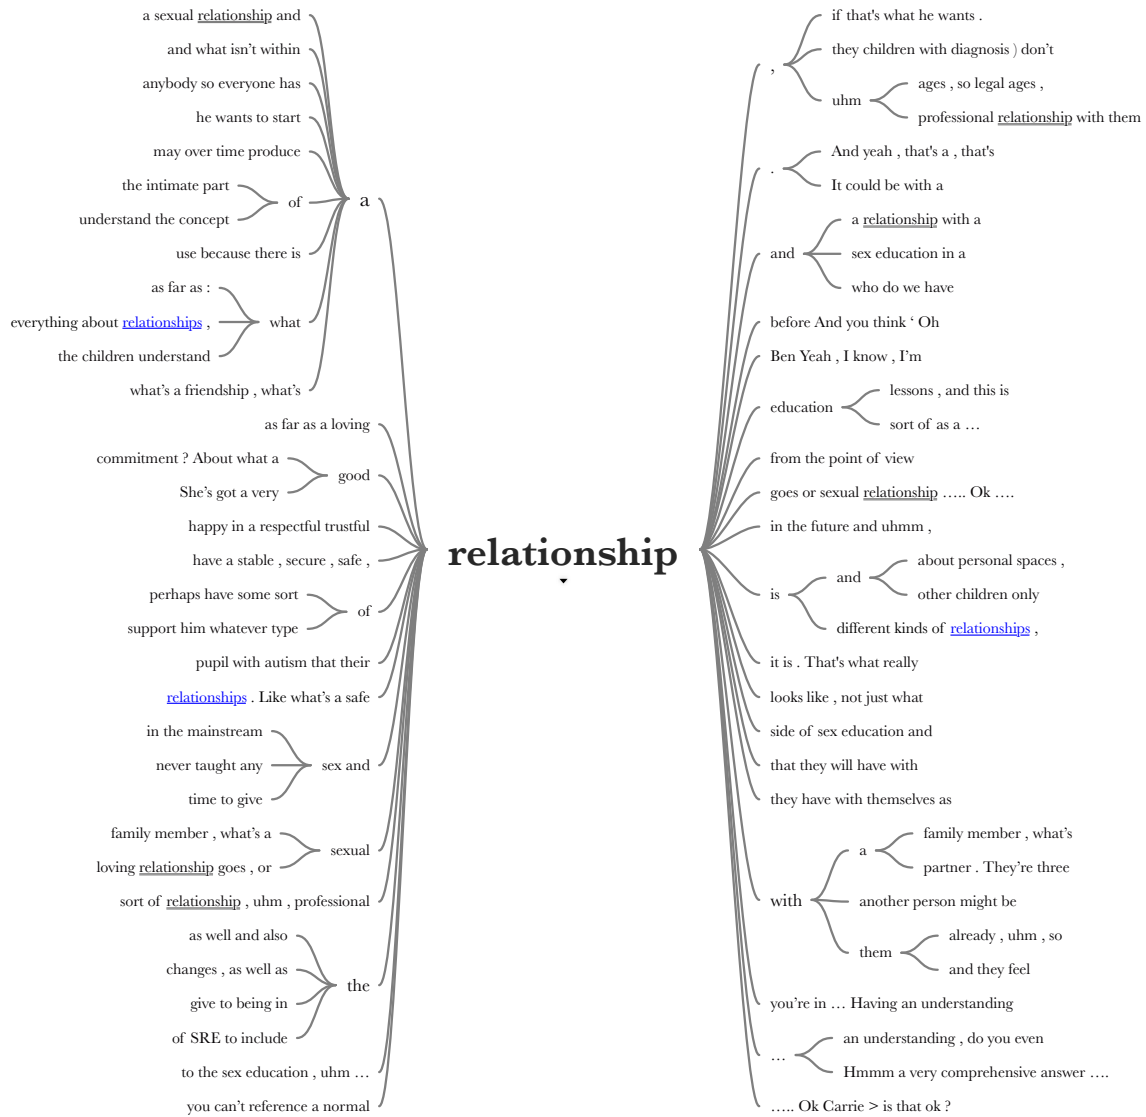 a sexual relationship and
and what isn’t within
anybody so everyone has
he wants to start
may over time produce
the intimate part
understand the concept
of
use because there is
as far as :
everything about relationships ,
the children understand
what
what’s a friendship , what’s
a
as far as a loving
commitment ? About what a
She’s got a very
good
happy in a respectful trustful
have a stable , secure , safe ,
perhaps have some sort
support him whatever type
of
pupil with autism that their
relationships . Like what’s a safe
in the mainstream
never taught any
time to give
sex and
family member , what’s a
loving relationship goes , or
sexual
sort of relationship , uhm , professional
as well and also
changes , as well as
give to being in
of SRE to include
the
to the sex education , uhm …
you can’t reference a normal
relationship
,
if that's what he wants .
they children with diagnosis ) don’t
uhm
ages , so legal ages ,
professional relationship with them
.
And yeah , that's a , that's
It could be with a
and
a relationship with a
sex education in a
who do we have
before And you think ‘ Oh
Ben Yeah , I know , I’m
education
lessons , and this is
sort of as a …
from the point of view
goes or sexual relationship ….. Ok ….
in the future and uhmm ,
is
and
about personal spaces ,
other children only
different kinds of relationships ,
it is . That's what really
looks like , not just what
side of sex education and
that they will have with
they have with themselves as
with
a
family member , what’s
partner . They’re three
another person might be
them
already , uhm , so
and they feel
you’re in … Having an understanding
…
an understanding , do you even
Hmmm a very comprehensive answer ….
….. Ok Carrie > is that ok ?